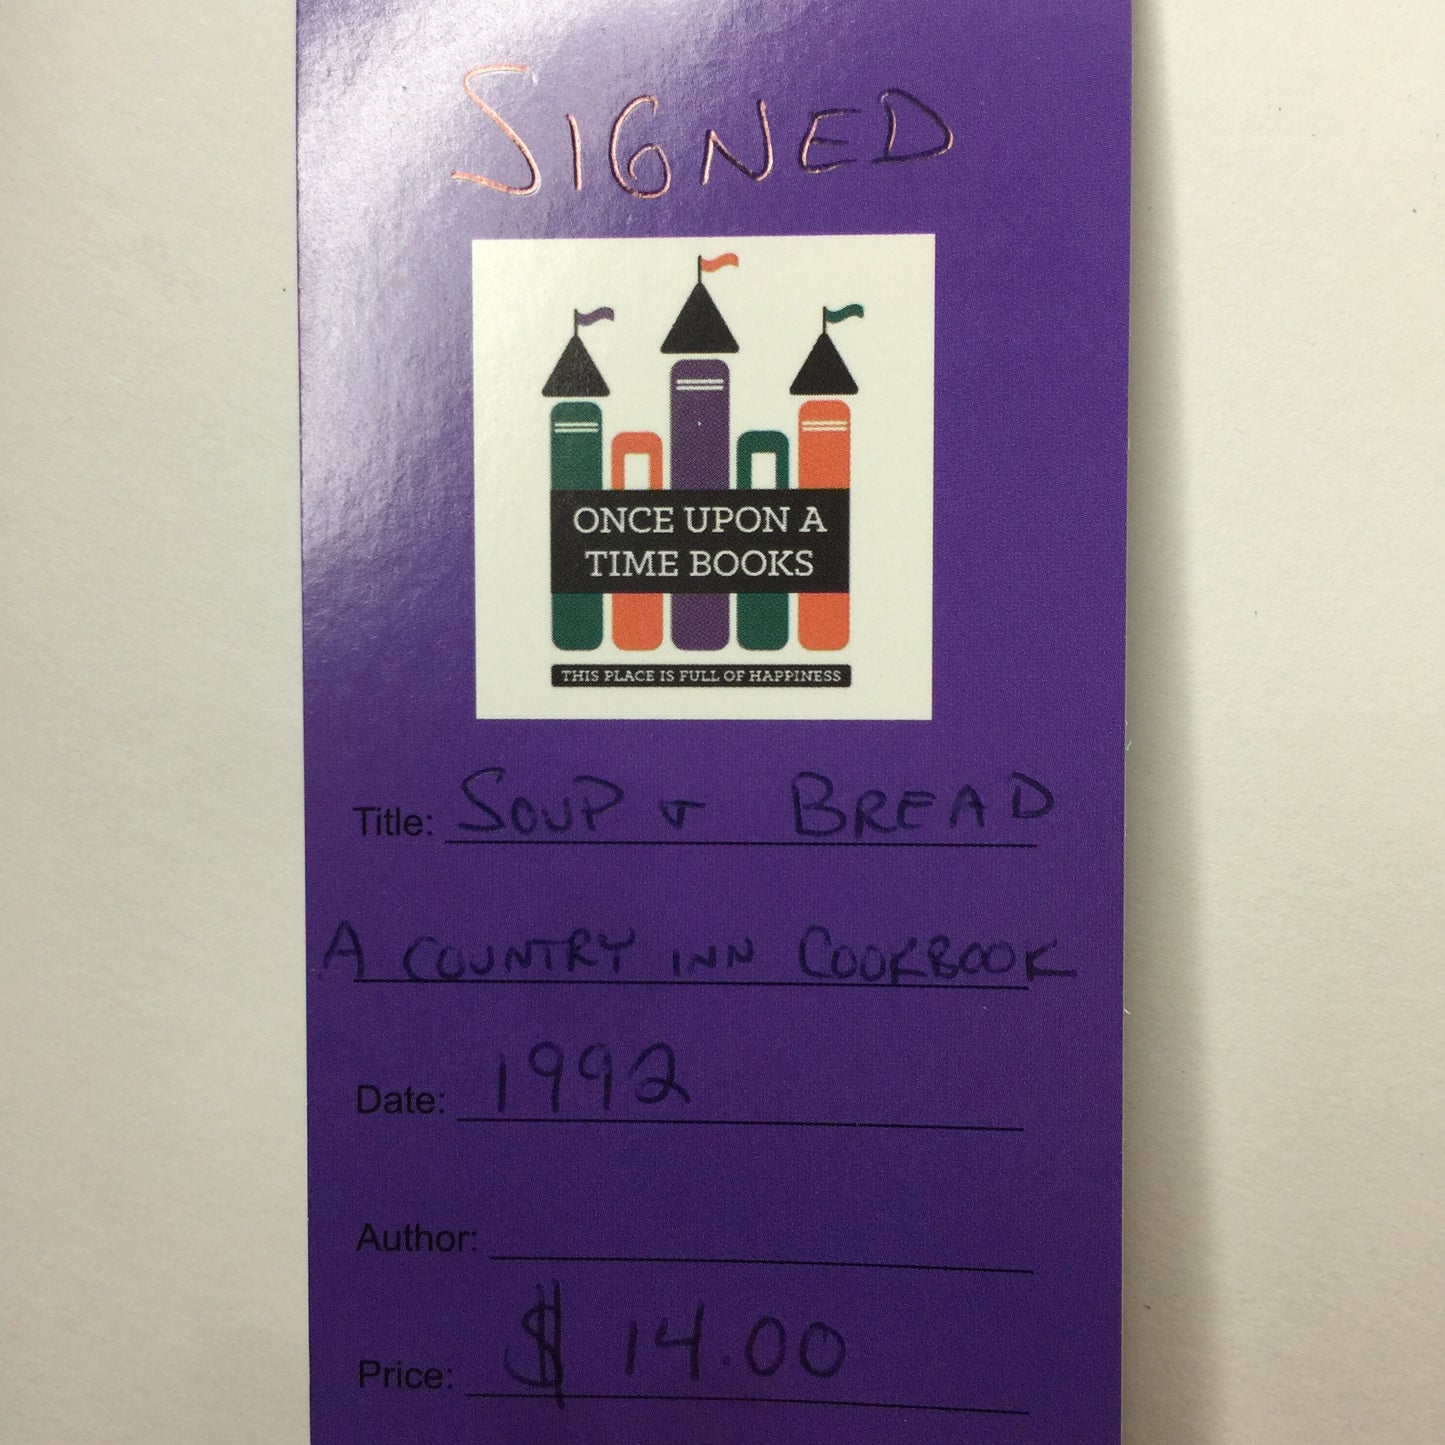 SIGNED
ONCE UPON A
TIME BOOKS
THIS PLACE IS FULL OF HAPPINESS
Title: SOUP & BREAD
A COUNTRY INN COOKBOOK
Date: 1992
Author:
Price: $ 14.00